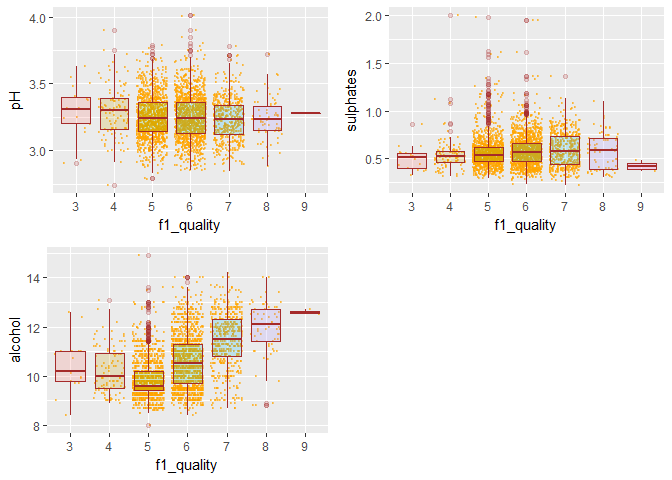 pH
4.0
3.5
3.0
3 4 5 6 7 8 9
f1_quality
sulphates
2.0
1.5
1.0
0.5
3 4 5 6 7 8 9
f1_quality
alcohol
14
12
10
8
3 4 5 6 7 8 9
f1_quality